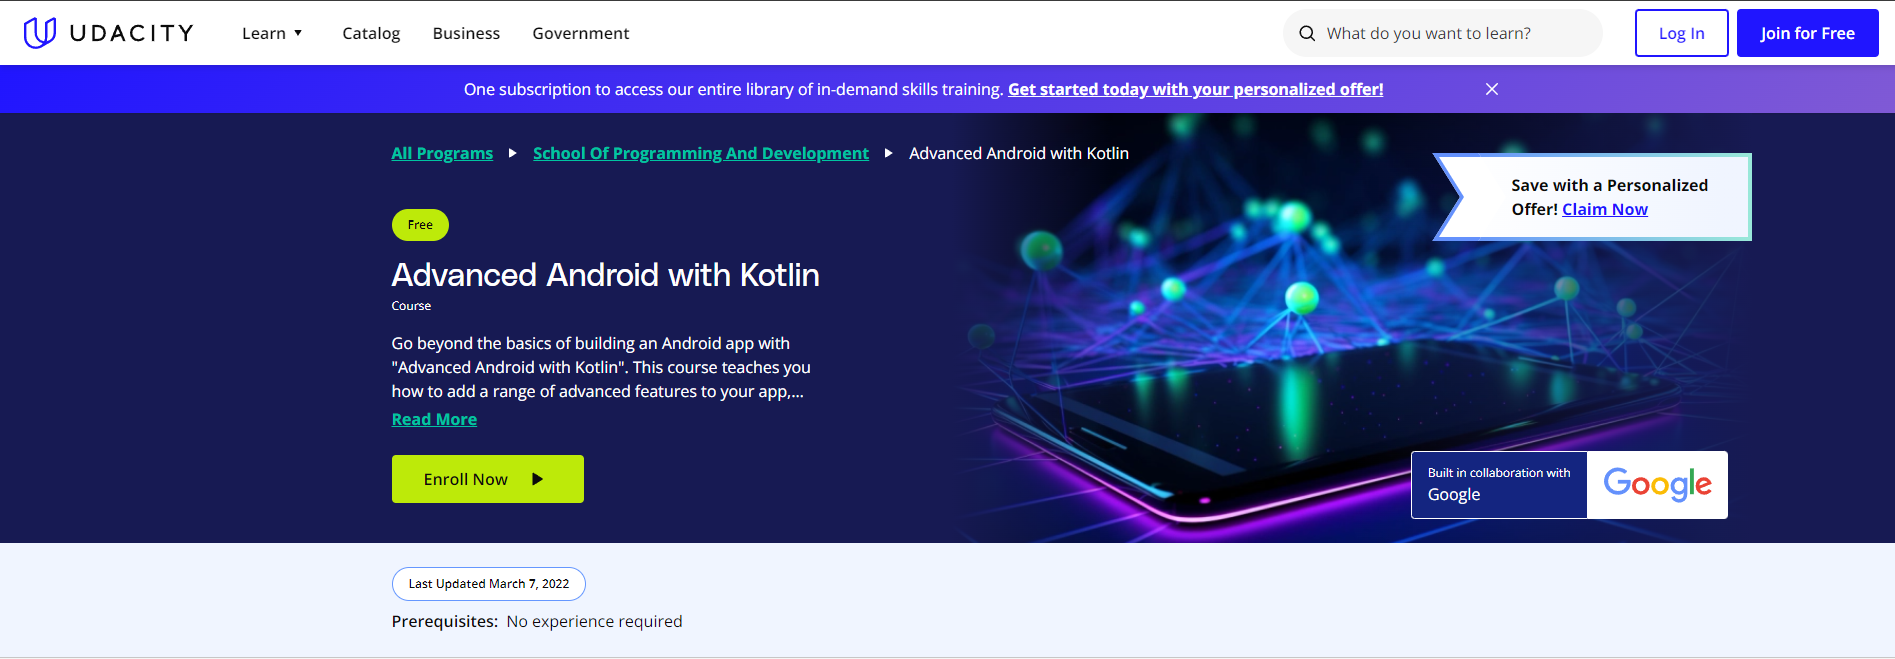 UDACITY
Learn
Catalog
Business
Government
What do you want to learn?
Log In
Join for Free
One subscription to access our entire library of in-demand skills training. Get started today with your personalized offer!
All Programs
School Of Programming And Development
Advanced Android with Kotlin
Save with a Personalized
Offer! Claim Now
Free
Advanced Android with Kotlin
Course
Go beyond the basics of building an Android app with
"Advanced Android with Kotlin". This course teaches you
how to add a range of advanced features to your app,...
Read More
Enroll Now
Built in collaboration with
Google
Google
Last Updated March 7, 2022
Prerequisites: No experience required